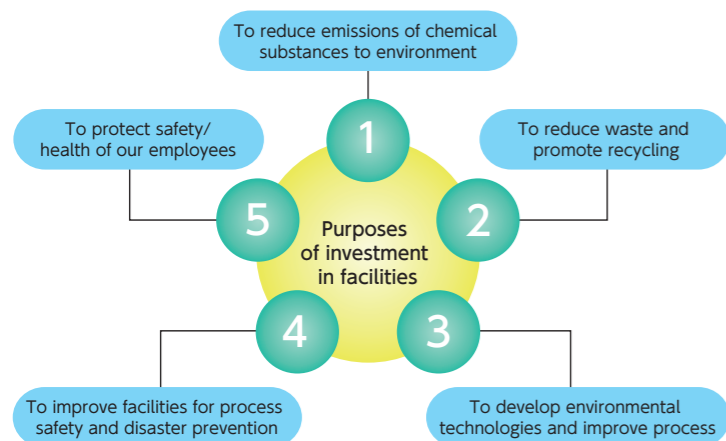 To reduce emissions of chemical
substances to environment
1
To reduce waste and
promote recycling
2
To develop environmental
technologies and improve process
3
To improve facilities for process
safety and disaster prevention
4
To protect safety/
health of our employees
5
Purposes
of investment
in facilities